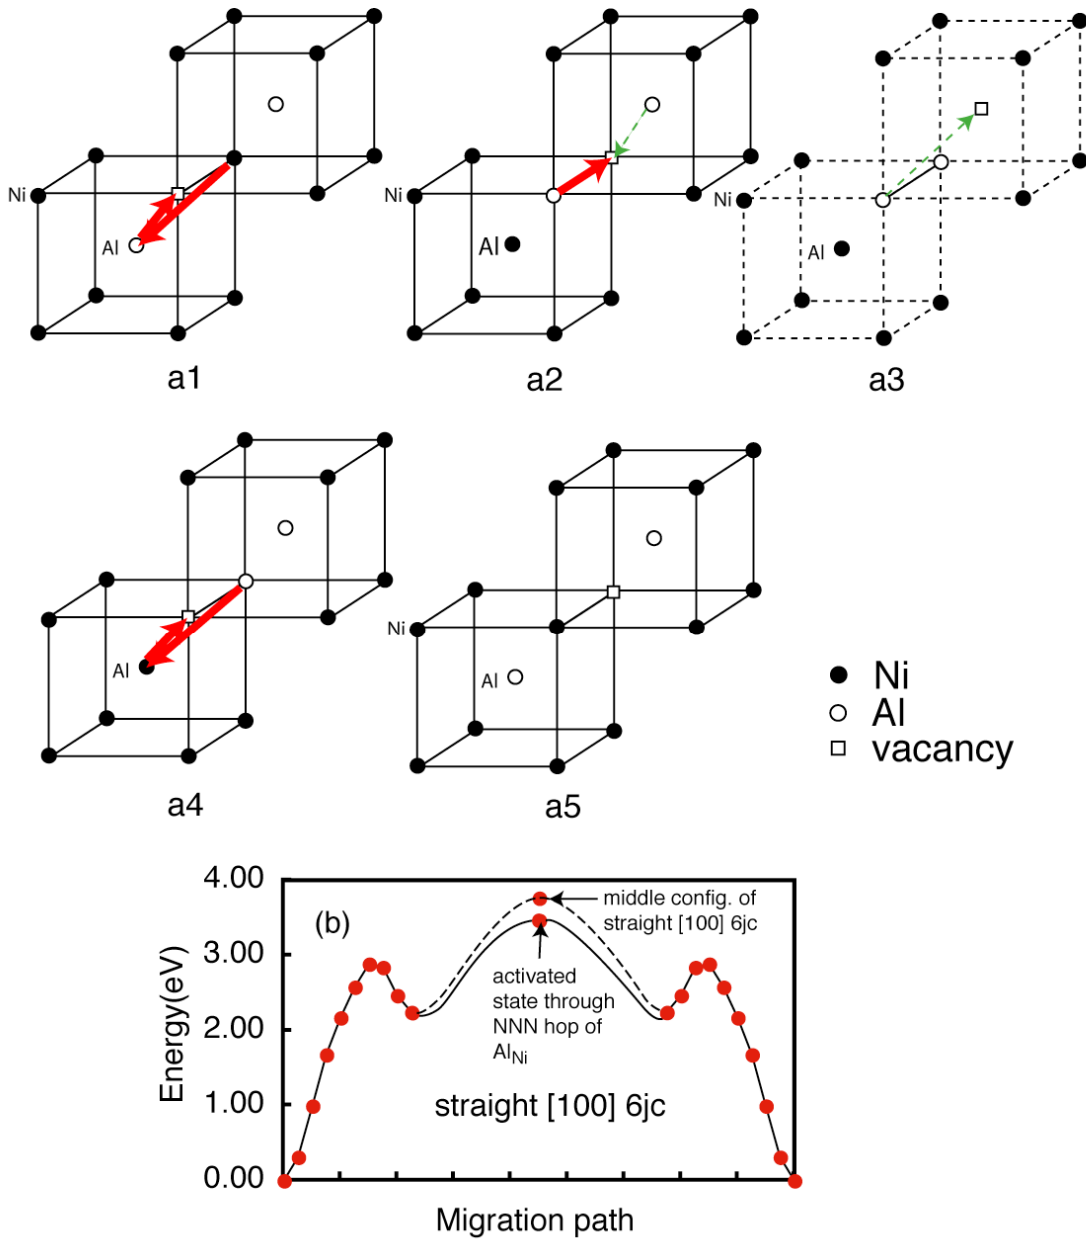 Ni
Al
a1
Ni
Al
a2
Ni
Al
a3
Al
a4
Ni
Al
a5
Ni
Al
vacancy
4.00
3.00
2.00
1.00
0.00
Energy(eV)
(b)
middle config. of
straight [100] 6jc
activated
state through
NNN hop of
AlNi
straight [100] 6jc
Migration path